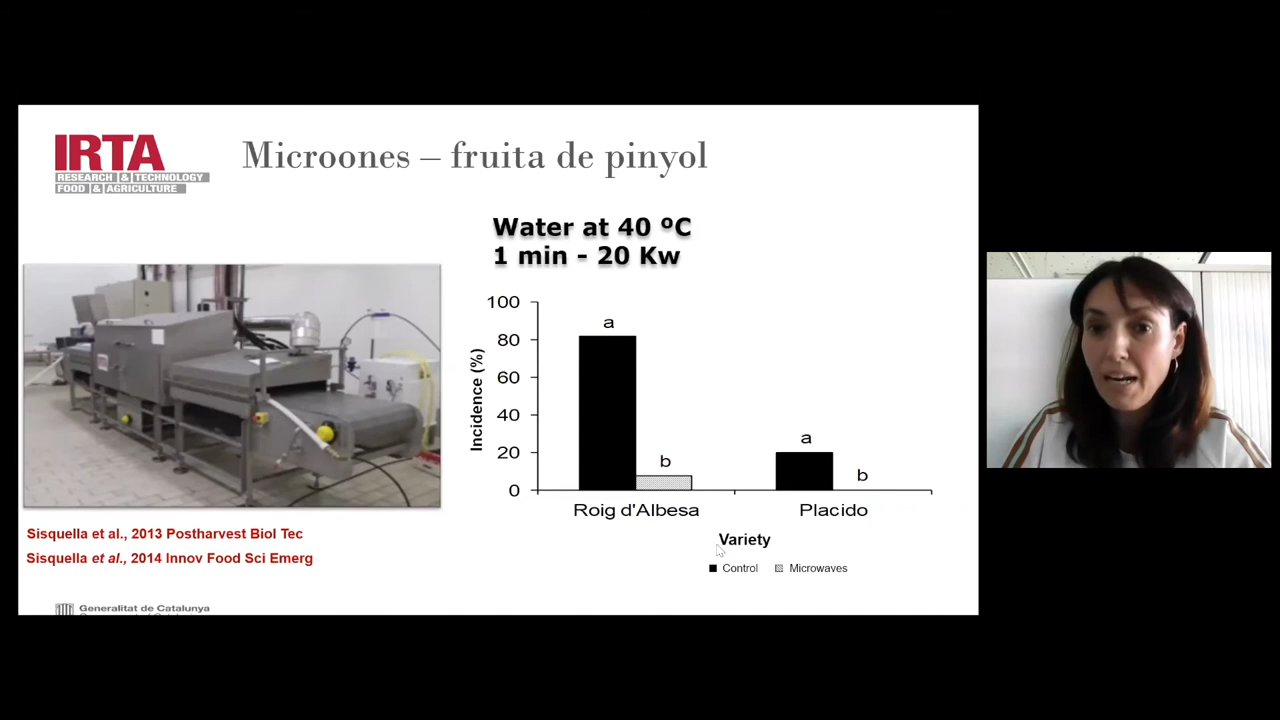 IRTA
RESEARCH & TECHNOLOGY
FOOD & AGRICULTURE
Microones – fruita de pinyol
Water at 40 ºC
1 min - 20 Kw
100
80
60
40
20
0
Incidence (%)
a
b
a
b
Roig d'Albesa
Placido
Variety
Control
Microwaves
Sisquella et al., 2013 Postharvest Biol Tec
Sisquella et al., 2014 Innov Food Sci Emerg
Generalitat de Catalunya